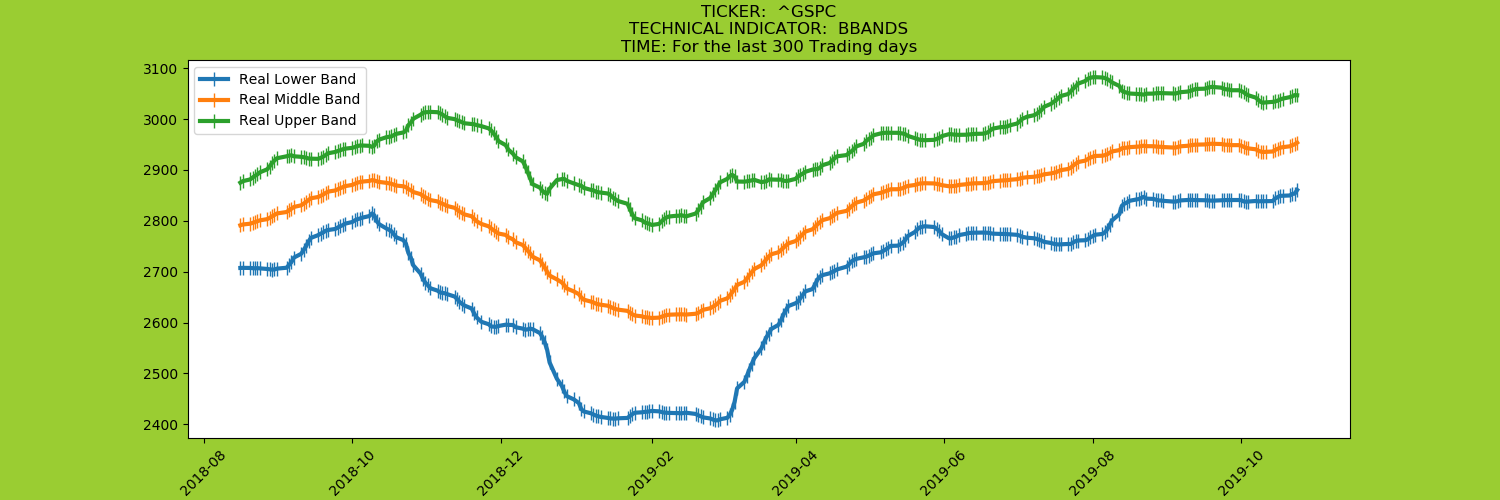 TICKER:  ^GSPC
TECHNICAL INDICATOR:  BBANDS
TIME: For the last 300 Trading days
Real Lower Band
Real Middle Band
Real Upper Band
3100
3000
2900
2800
2700
2600
2500
2400
2018-08
2018-10
2018-12
2019-02
2019-04
2019-06
2019-08
2019-10